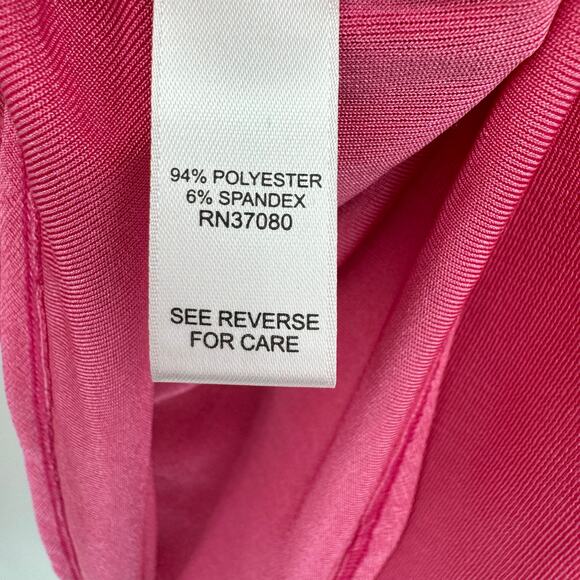 94% POLYESTER
6% SPANDEX
RN37080
SEE REVERSE
FOR CARE